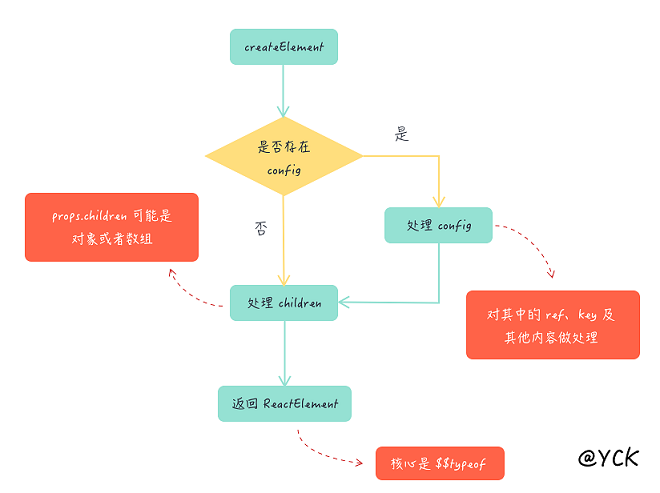 createElement
是否存在
config
是
否
props.children 可能是
对象或者数组
处理 config
处理 children
对其中的 ref、key 及
其他内容做处理
返回 ReactElement
核心是 $$typeof
@YCK